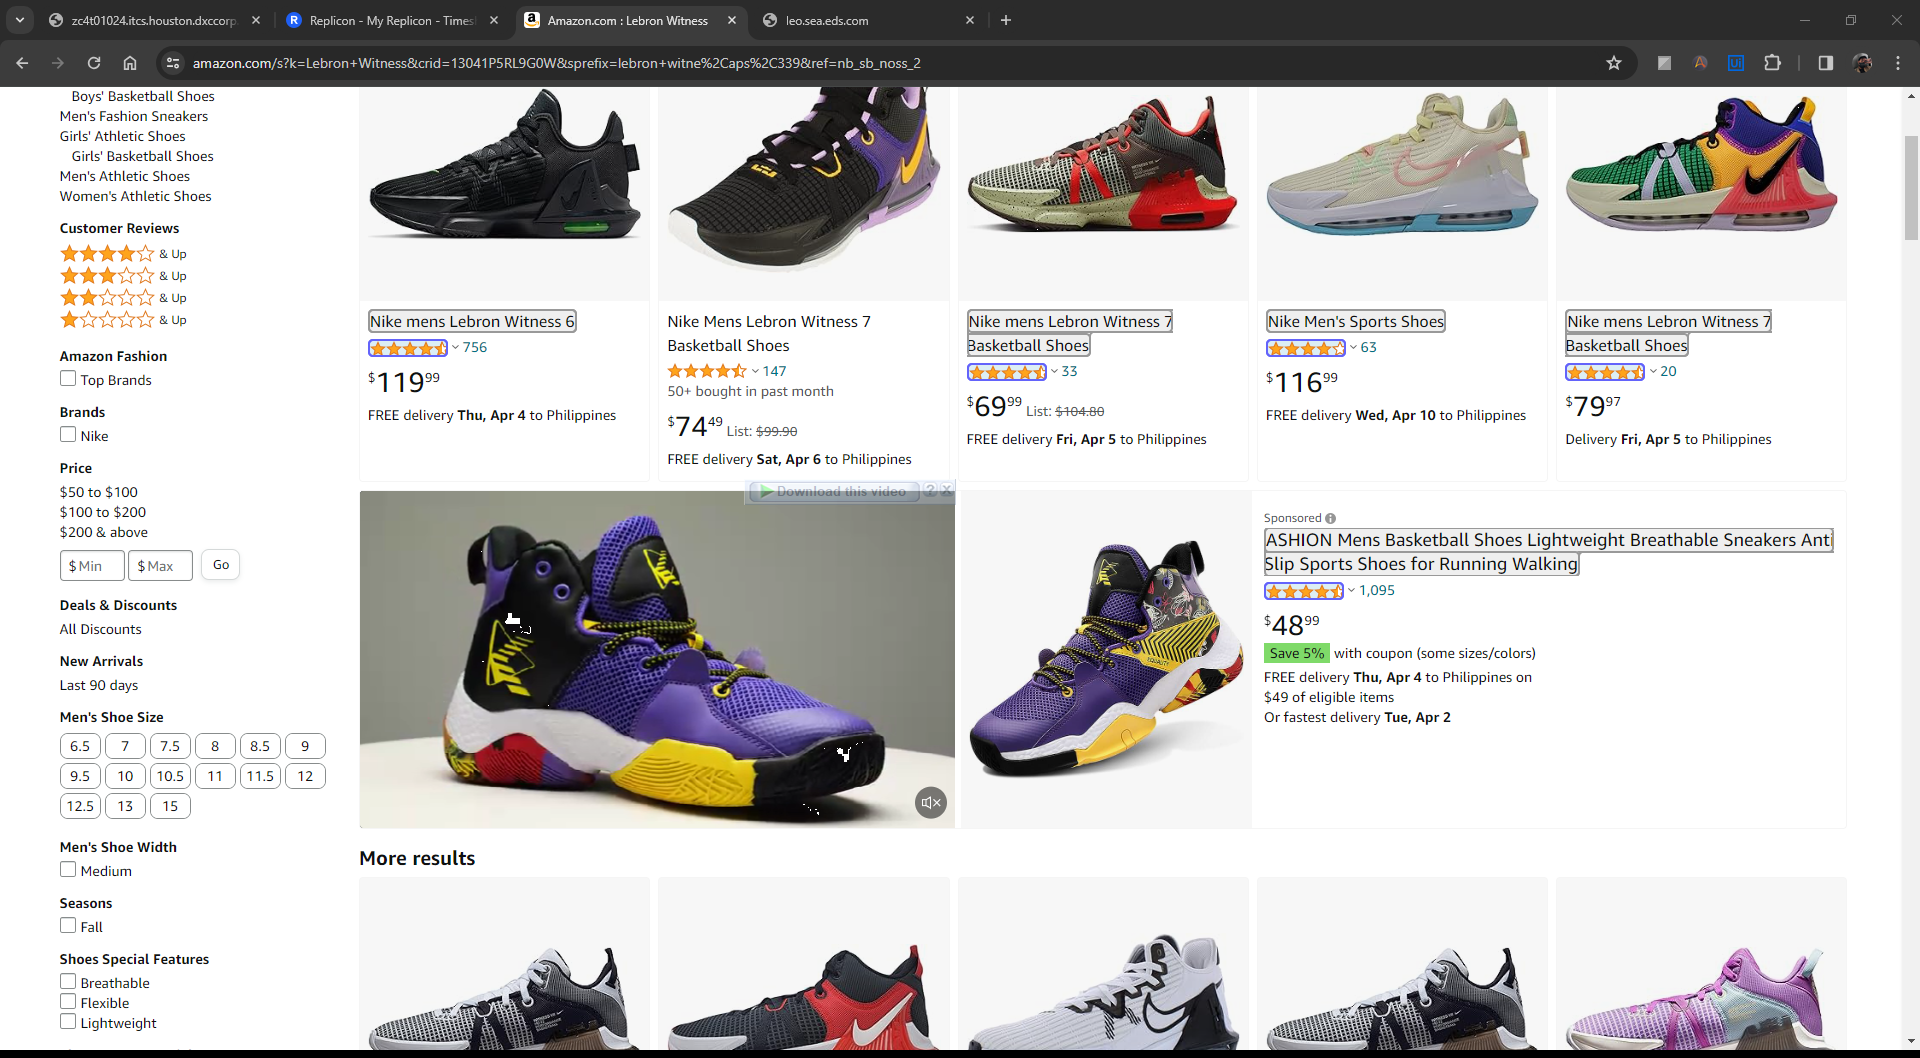 zc4t01024.itcs.houston.dxccorp
Replicon - My Replicon - Times
Amazon.com : Lebron Witness
leo.sea.eds.com
amazon.com/s?k=Lebron+Witness&crid=13041P5RL9G0W&sprefix=lebron+witne%2Caps%2C339&ref=nb_sb_noss_2
Boys' Basketball Shoes
Men's Fashion Sneakers
Girls' Athletic Shoes
Girls' Basketball Shoes
Men's Athletic Shoes
Women's Athletic Shoes
Customer Reviews
& Up
& Up
& Up
& Up
Amazon Fashion
Top Brands
Brands
Nike
Price
$50 to $100
$100 to $200
$200 & above
$ Min
$ Max
Go
Deals & Discounts
All Discounts
New Arrivals
Last 90 days
Men's Shoe Size
6.5 7 7.5 8 8.5 9
9.5 10 10.5 11 11.5 12
12.5 13 15
Men's Shoe Width
Medium
Seasons
Fall
Shoes Special Features
Breathable
Flexible
Lightweight
Nike mens Lebron Witness 6
756
$119.99
FREE delivery Thu, Apr 4 to Philippines
Nike Mens Lebron Witness 7
Basketball Shoes
147
50+ bought in past month
$74.49 List: $99.90
FREE delivery Sat, Apr 6 to Philippines
Nike mens Lebron Witness 7
Basketball Shoes
33
$69.99 List: $104.80
FREE delivery Fri, Apr 5 to Philippines
Nike Men's Sports Shoes
63
$116.99
FREE delivery Wed, Apr 10 to Philippines
Nike mens Lebron Witness 7
Basketball Shoes
20
$79.97
Delivery Fri, Apr 5 to Philippines
Download this video
Sponsored
ASHION Mens Basketball Shoes Lightweight Breathable Sneakers Anti
Slip Sports Shoes for Running Walking
1,095
$48.99
Save 5% with coupon (some sizes/colors)
FREE delivery Thu, Apr 4 to Philippines on
$49 of eligible items
Or fastest delivery Tue, Apr 2
More results